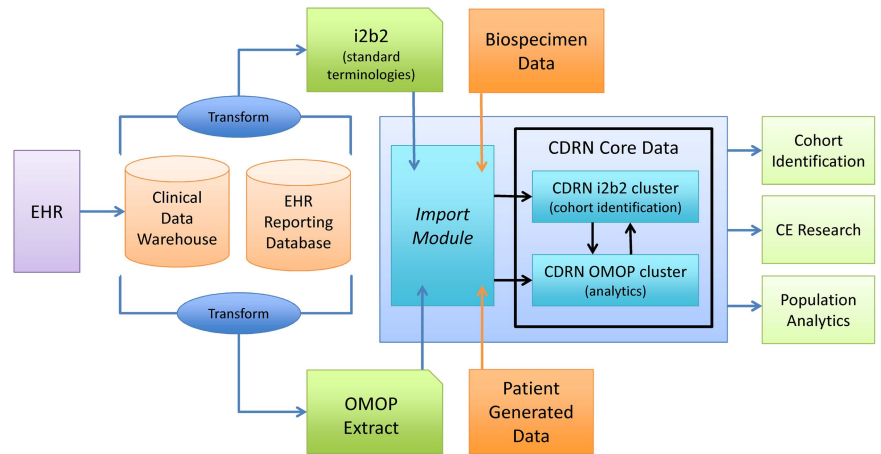 i2b2
(standard
terminologies)
Biospecimen
Data
Transform
EHR
Clinical
Data
Warehouse
EHR
Reporting
Database
Import
Module
CDRN Core Data
CDRN i2b2 cluster
(cohort identification)
CDRN OMOP cluster
(analytics)
Cohort
Identification
CE Research
Population
Analytics
Transform
OMOP
Extract
Patient
Generated
Data